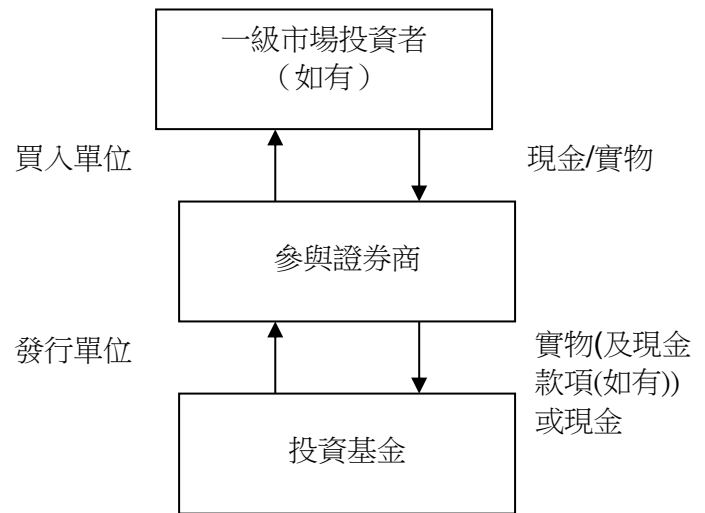 一級市場投資者
（如有）
買入單位
現金/實物
參與證券商
發行單位
實物(及現金
款項(如有))
或現金
投資基金